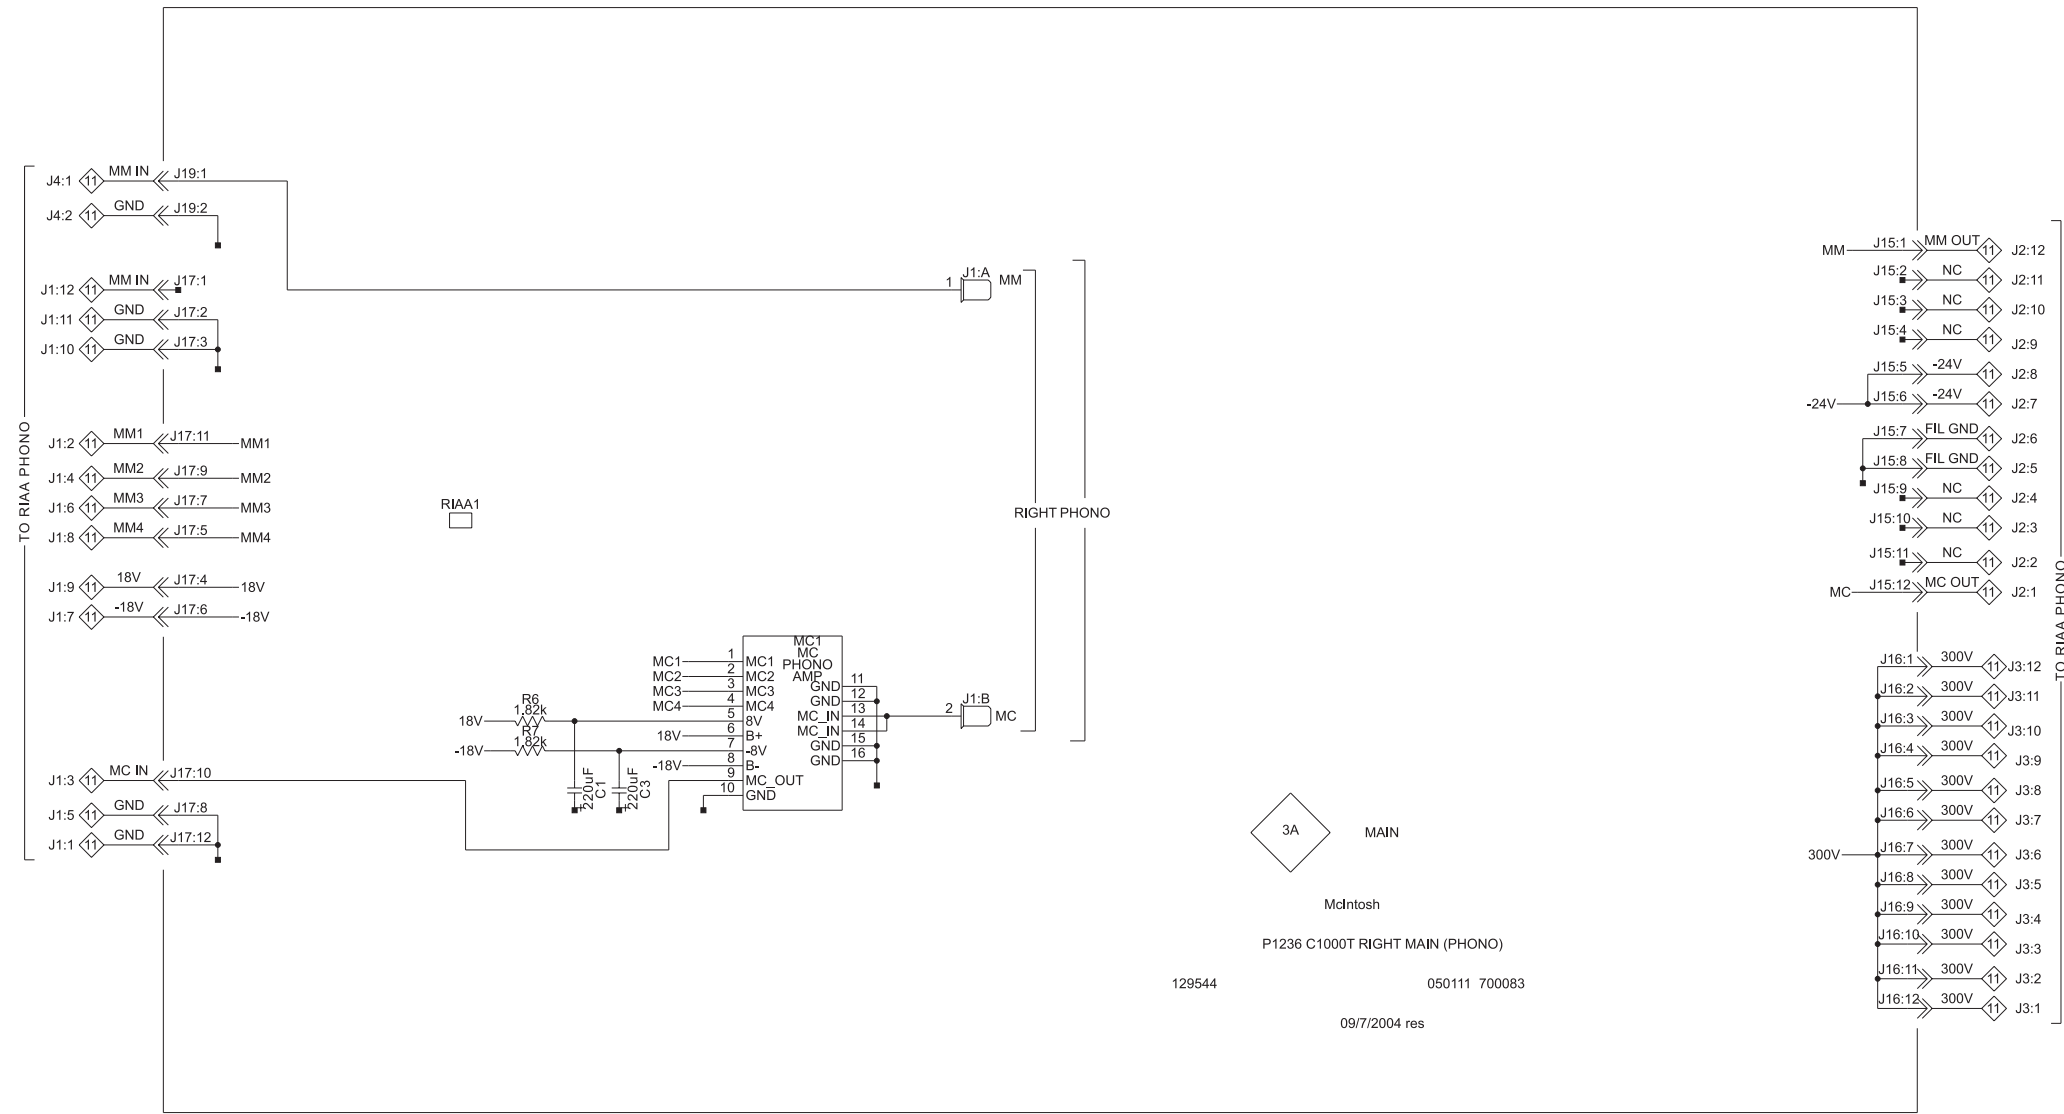 J4:1 11 MM IN J19:1
J4:2 11 GND J19:2
J1:12 11 MM IN J17:1
J1:11 11 GND J17:2
J1:10 11 GND J17:3
TO RIAA PHONO
J1:2 11 MM1 J17:11 MM1
J1:4 11 MM2 J17:9 MM2
J1:6 11 MM3 J17:7 MM3
J1:8 11 MM4 J17:5 MM4
J1:9 11 18V J17:4 18V
J1:7 11 -18V J17:6 -18V
J1:3 11 MC IN J17:10
J1:5 11 GND J17:8
J1:1 11 GND J17:12
RIAA1
1 J1:A MM
RIGHT PHONO
2 J1:B MC
MC1
MC
PHONO
AMP
MC1 1 MC1
MC2 2 MC2
MC3 3 MC3
MC4 4 MC4
18V R6 1.82k 5 8V
18V 6 B+
-18V R7 1.82k 7 -8V
-18V 8 B-
9 MC_OUT
10 GND
GND 11
GND 12
MC_IN 13
MC_IN 14
GND 15
GND 16
+ 220uF C1
+ 220uF C3
3A MAIN
McIntosh
P1236 C1000T RIGHT MAIN (PHONO)
129544 050111 700083
09/7/2004 res
MM J15:1 MM OUT 11 J2:12
J15:2 NC 11 J2:11
J15:3 NC 11 J2:10
J15:4 NC 11 J2:9
J15:5 -24V 11 J2:8
-24V J15:6 -24V 11 J2:7
J15:7 FIL GND 11 J2:6
J15:8 FIL GND 11 J2:5
J15:9 NC 11 J2:4
J15:10 NC 11 J2:3
J15:11 NC 11 J2:2
MC J15:12 MC OUT 11 J2:1
TO RIAA PHONO
J16:1 300V 11 J3:12
J16:2 300V 11 J3:11
J16:3 300V 11 J3:10
J16:4 300V 11 J3:9
J16:5 300V 11 J3:8
J16:6 300V 11 J3:7
300V J16:7 300V 11 J3:6
J16:8 300V 11 J3:5
J16:9 300V 11 J3:4
J16:10 300V 11 J3:3
J16:11 300V 11 J3:2
J16:12 300V 11 J3:1